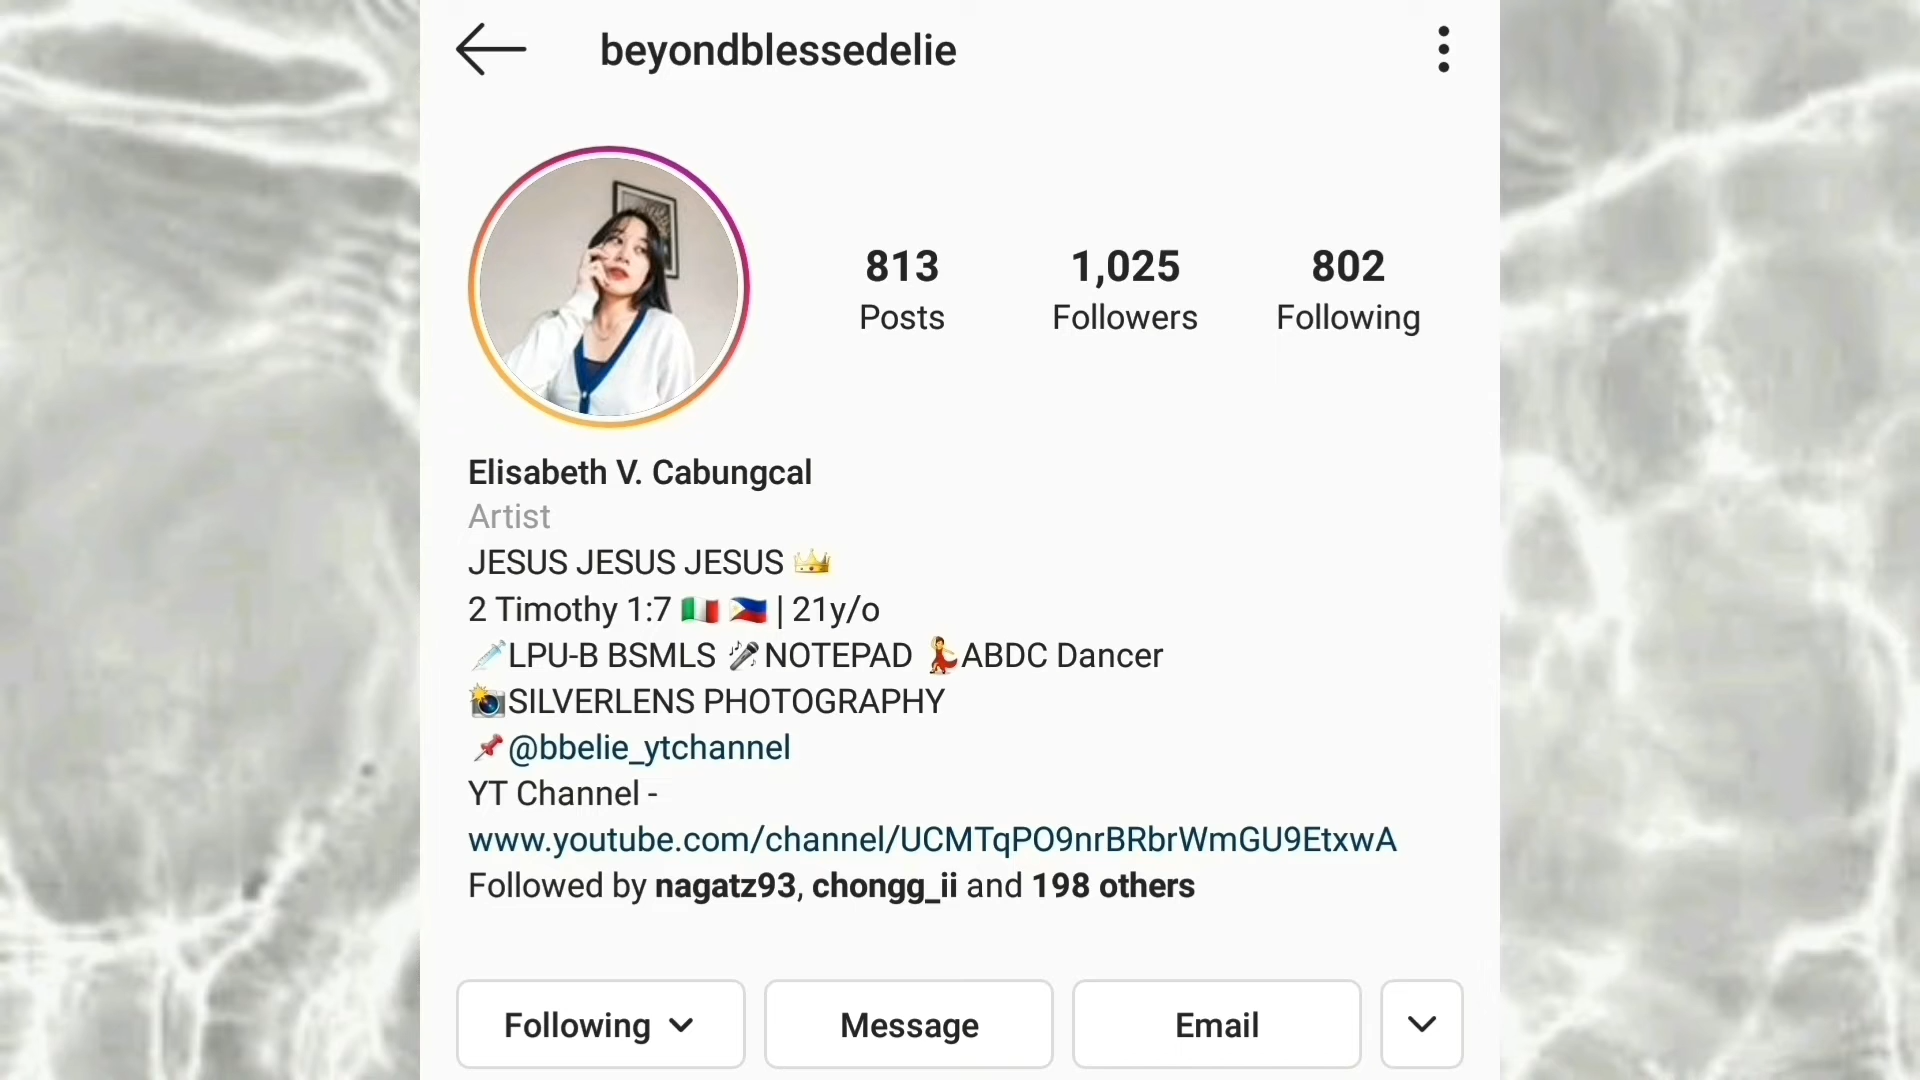 beyondblessedelie
813 1,025 802
Posts Followers Following
Elisabeth V. Cabungcal
Artist
JESUS JESUS JESUS 👑
2 Timothy 1:7 🇮🇹 🇵🇭 | 21y/o
💉LPU-B BSMLS 🎤NOTEPAD 💃ABDC Dancer
📸SILVERLENS PHOTOGRAPHY
📌@bbelie_ytchannel
YT Channel -
www.youtube.com/channel/UCMTqPO9nrBRbrWmGU9EtxwA
Followed by nagatz93, chongg_ii and 198 others
Following Message Email